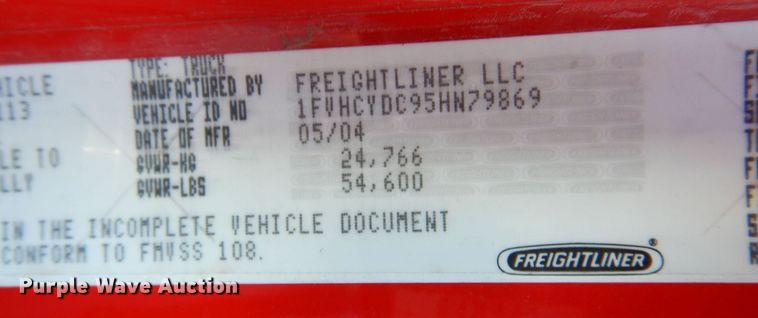 TYPE: TRUCK
HICLE MANUFACTURED BY FREIGHTLINER LLC
113 VEHICLE ID NO 1FVHCYDC95HN79869
DATE OF MFR 05/04
LE TO GVWR-KG 24,766
LLY GVWR-LBS 54,600
IN THE INCOMPLETE VEHICLE DOCUMENT
CONFORM TO FMVSS 108.
FREIGHTLINER®
Purple Wave Auction